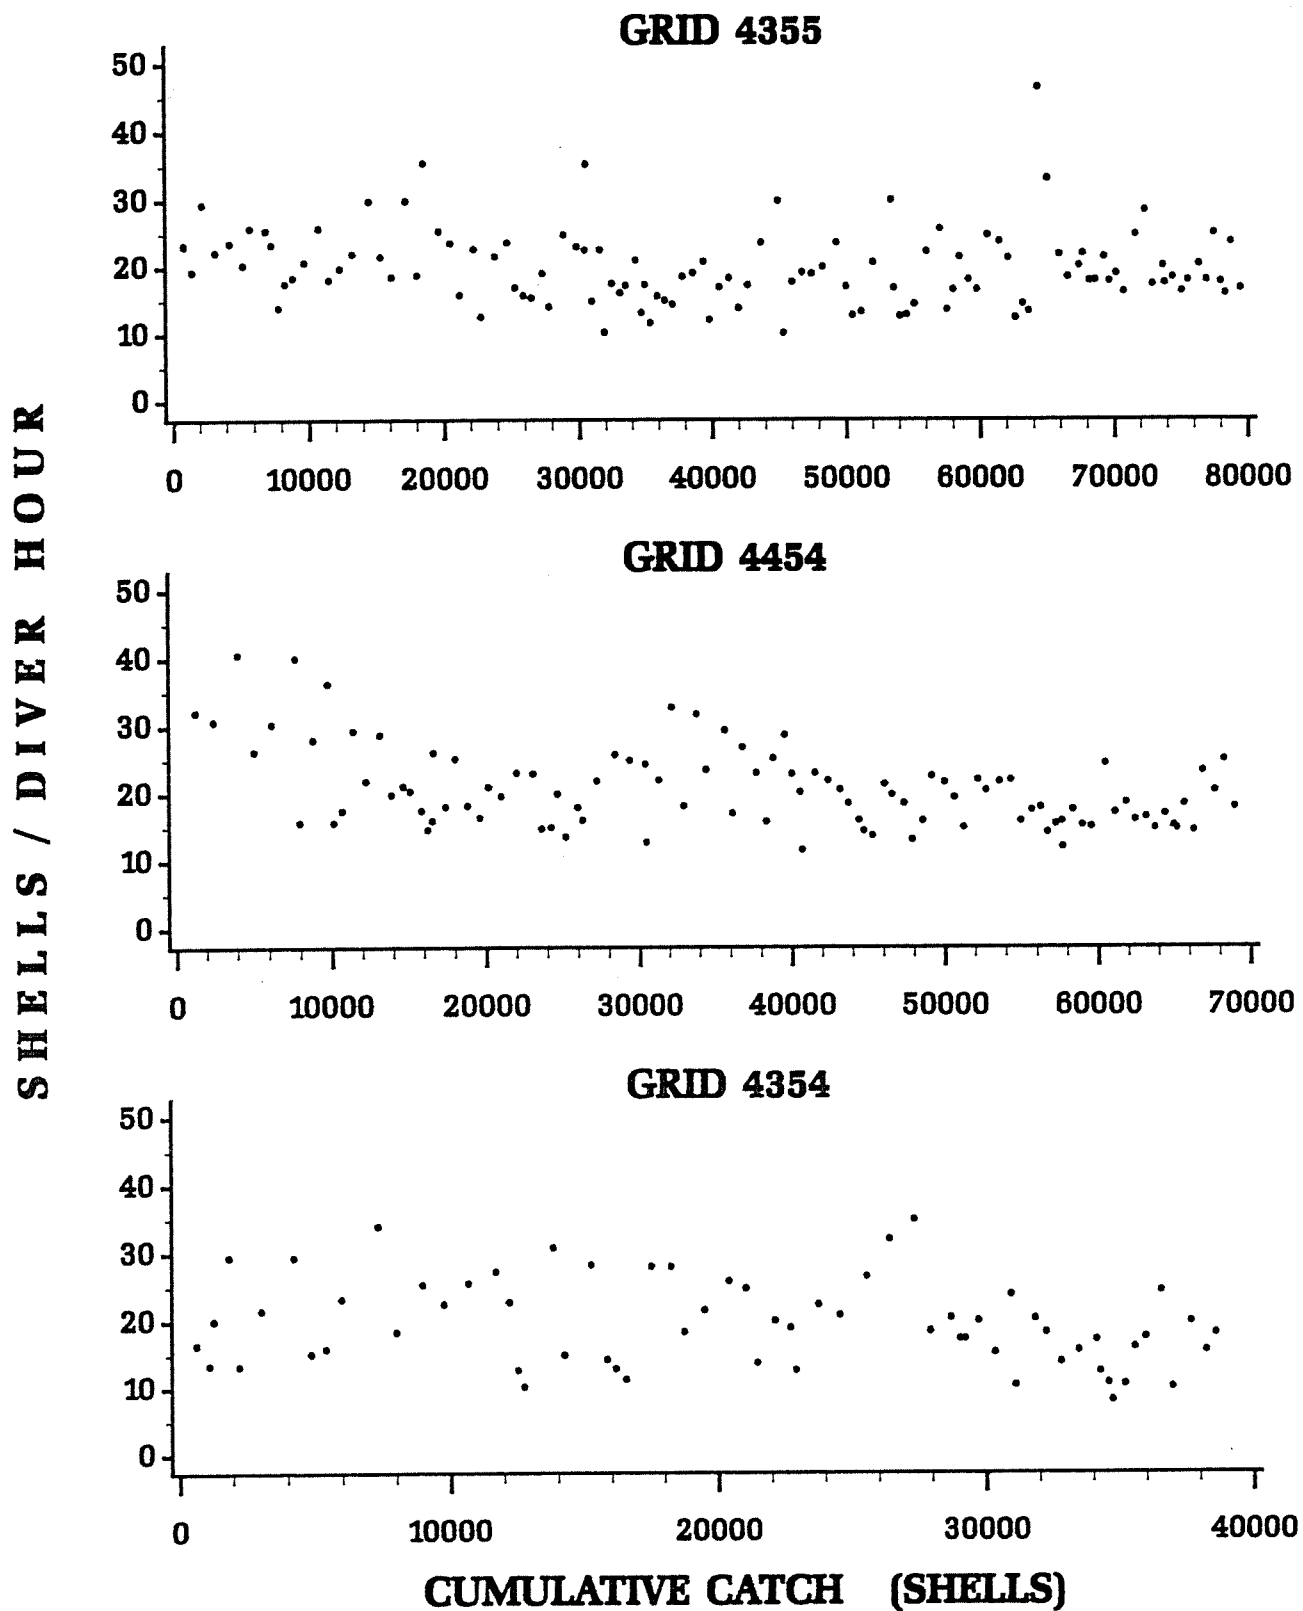 GRID 4355
50
40
30
20
10
0
0 10000 20000 30000 40000 50000 60000 70000 80000
GRID 4454
50
40
30
20
10
0
0 10000 20000 30000 40000 50000 60000 70000
GRID 4354
50
40
30
20
10
0
0 10000 20000 30000 40000
CUMULATIVE CATCH (SHELLS)
SHELLS / DIVER HOUR